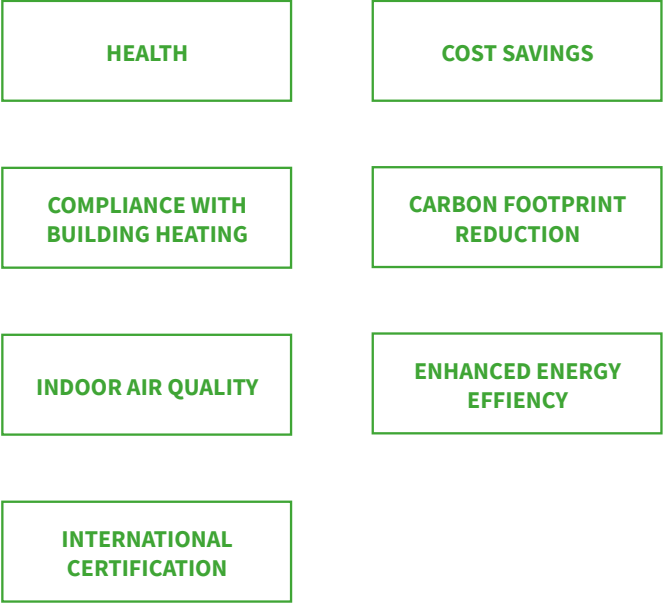 HEALTH
COST SAVINGS
COMPLIANCE WITH
BUILDING HEATING
CARBON FOOTPRINT
REDUCTION
INDOOR AIR QUALITY
ENHANCED ENERGY
EFFIENCY
INTERNATIONAL
CERTIFICATION